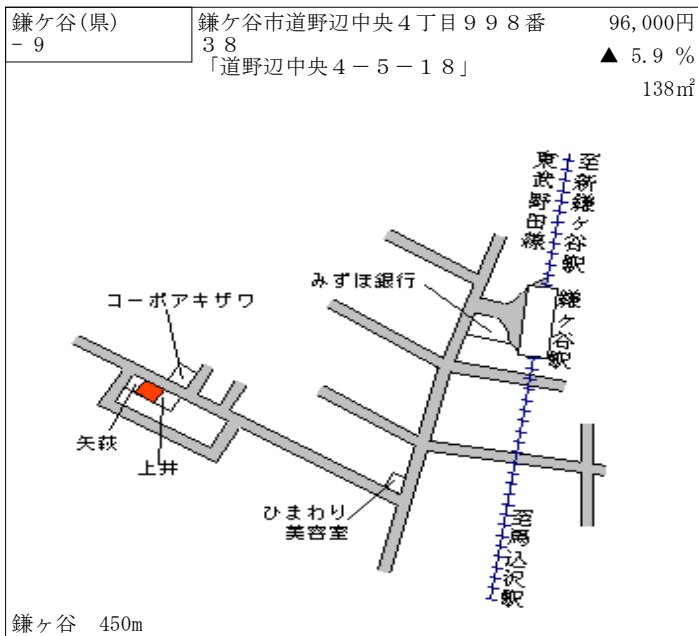 鎌ケ谷(県)
－9
鎌ケ谷市道野辺中央４丁目９９８番
３８
「道野辺中央４－５－１８」
96,000円
▲ 5.9 %
138㎡
至新鎌ヶ谷駅
東武野田線
みずほ銀行
鎌ヶ谷駅
コーポアキザワ
矢萩
上井
ひまわり
美容室
至馬込沢駅
鎌ヶ谷　450m